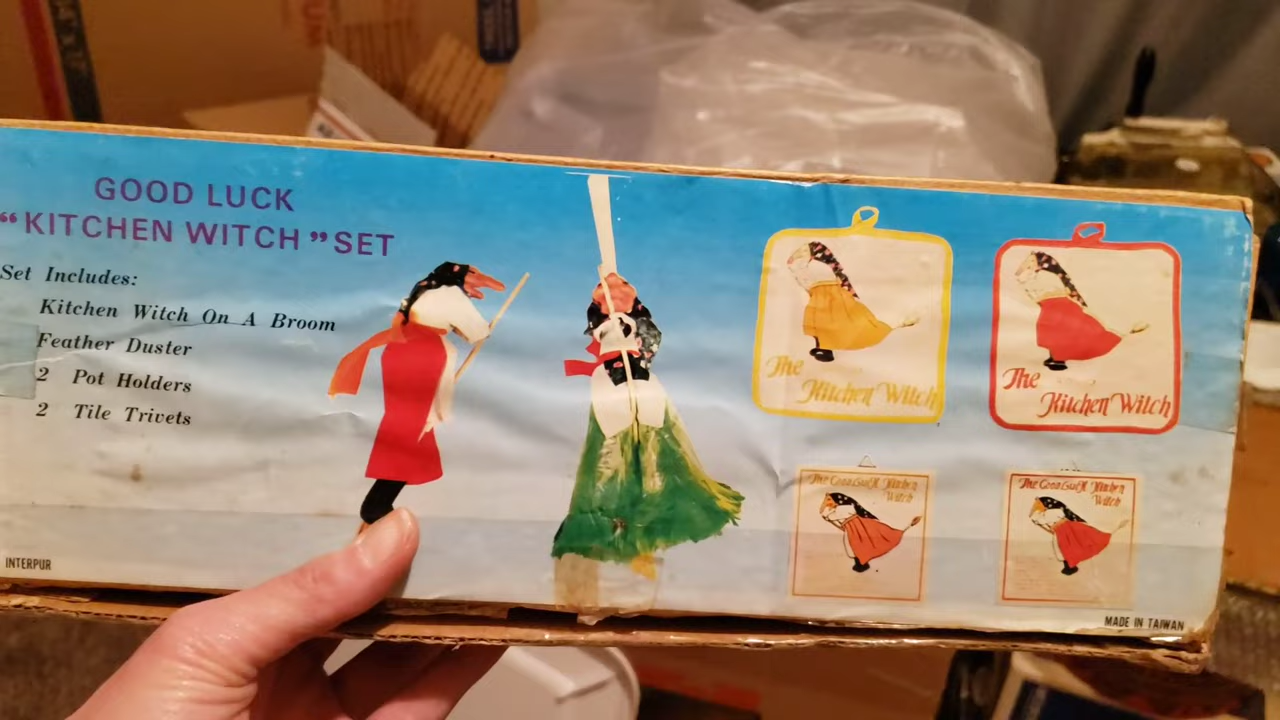 GOOD LUCK
“KITCHEN WITCH” SET
Set Includes:
Kitchen Witch On A Broom
Feather Duster
2 Pot Holders
2 Tile Trivets
INTERPUR
The
Kitchen Witch
The
Kitchen Witch
The Good Luck Kitchen
Witch
The Good Luck Kitchen
Witch
MADE IN TAIWAN